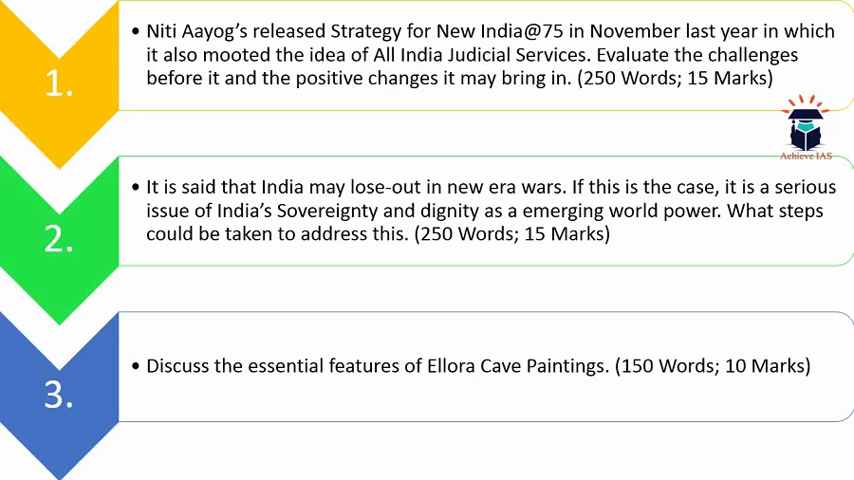 1.
• Niti Aayog's released Strategy for New India@75 in November last year in which
it also mooted the idea of All India Judicial Services. Evaluate the challenges
before it and the positive changes it may bring in. (250 Words; 15 Marks)
Achieve IAS
2.
• It is said that India may lose-out in new era wars. If this is the case, it is a serious
issue of India's Sovereignty and dignity as a emerging world power. What steps
could be taken to address this. (250 Words; 15 Marks)
3.
• Discuss the essential features of Ellora Cave Paintings. (150 Words; 10 Marks)